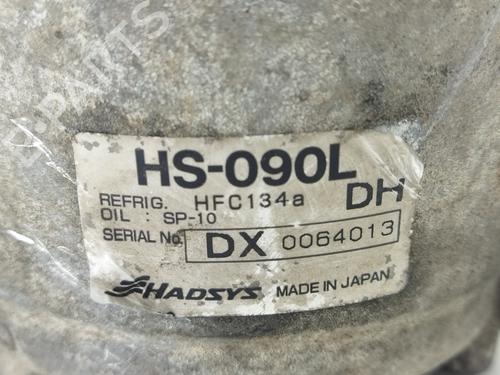 HS-090L
REFRIG. HFC134a DH
OIL : SP-10
SERIAL No. DX 0064013
HADSYS MADE IN JAPAN